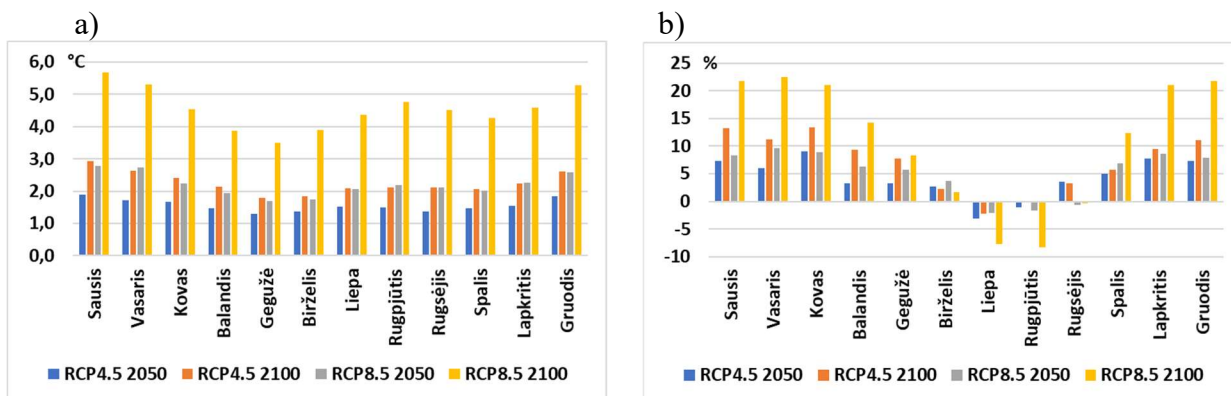 a)
6,0 °C
5,0
4,0
3,0
2,0
1,0
0,0
Sausis
Vasaris
Kovas
Balandis
Gegužė
Birželis
Liepa
Rugpjūtis
Rugsėjis
Spalis
Lapkritis
Gruodis
RCP4.5 2050 RCP4.5 2100 RCP8.5 2050 RCP8.5 2100
b)
25 %
20
15
10
5
0
-5
-10
Sausis
Vasaris
Kovas
Balandis
Gegužė
Birželis
Liepa
Rugpjūtis
Rugsėjis
Spalis
Lapkritis
Gruodis
RCP4.5 2050 RCP4.5 2100 RCP8.5 2050 RCP8.5 2100